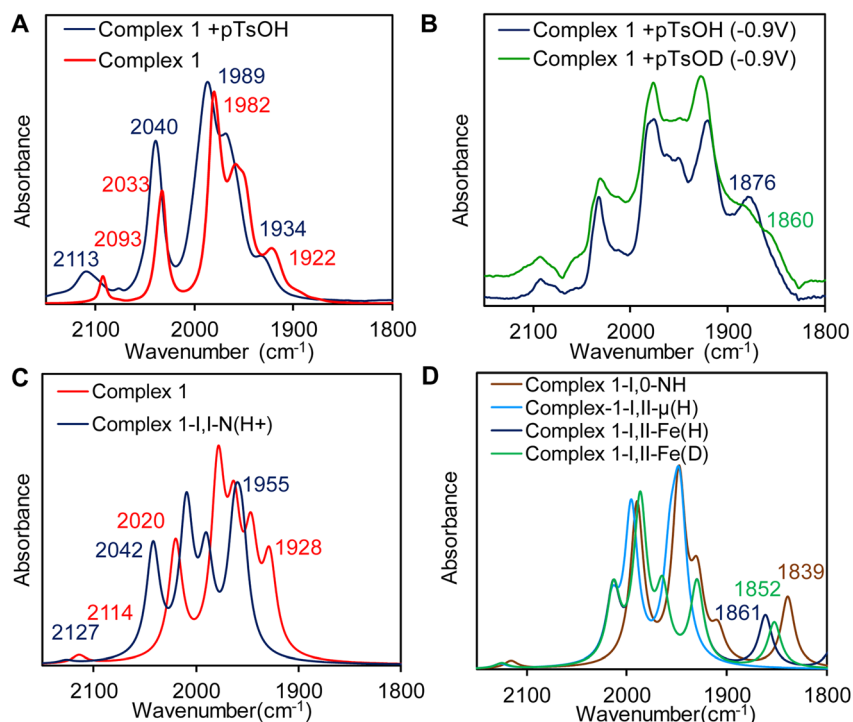 A
Complex 1 +pTsOH
Complex 1
1989
1982
2040
2033
2093
2113
1934
1922
Absorbance
2100 2000 1900 1800
Wavenumber (cm-1)
B
Complex 1 +pTsOH (-0.9V)
Complex 1 +pTsOD (-0.9V)
1876
1860
Absorbance
2100 2000 1900 1800
Wavenumber (cm-1)
C
Complex 1
Complex 1-I,I-N(H+)
1955
2020
2042
1928
2114
2127
Absorbance
2100 2000 1900 1800
Wavenumber(cm-1)
D
Complex 1-I,0-NH
Complex-1-I,II-μ(H)
Complex 1-I,II-Fe(H)
Complex 1-I,II-Fe(D)
1839
1852
1861
Absorbance
2100 2000 1900 1800
Wavenumber(cm-1)